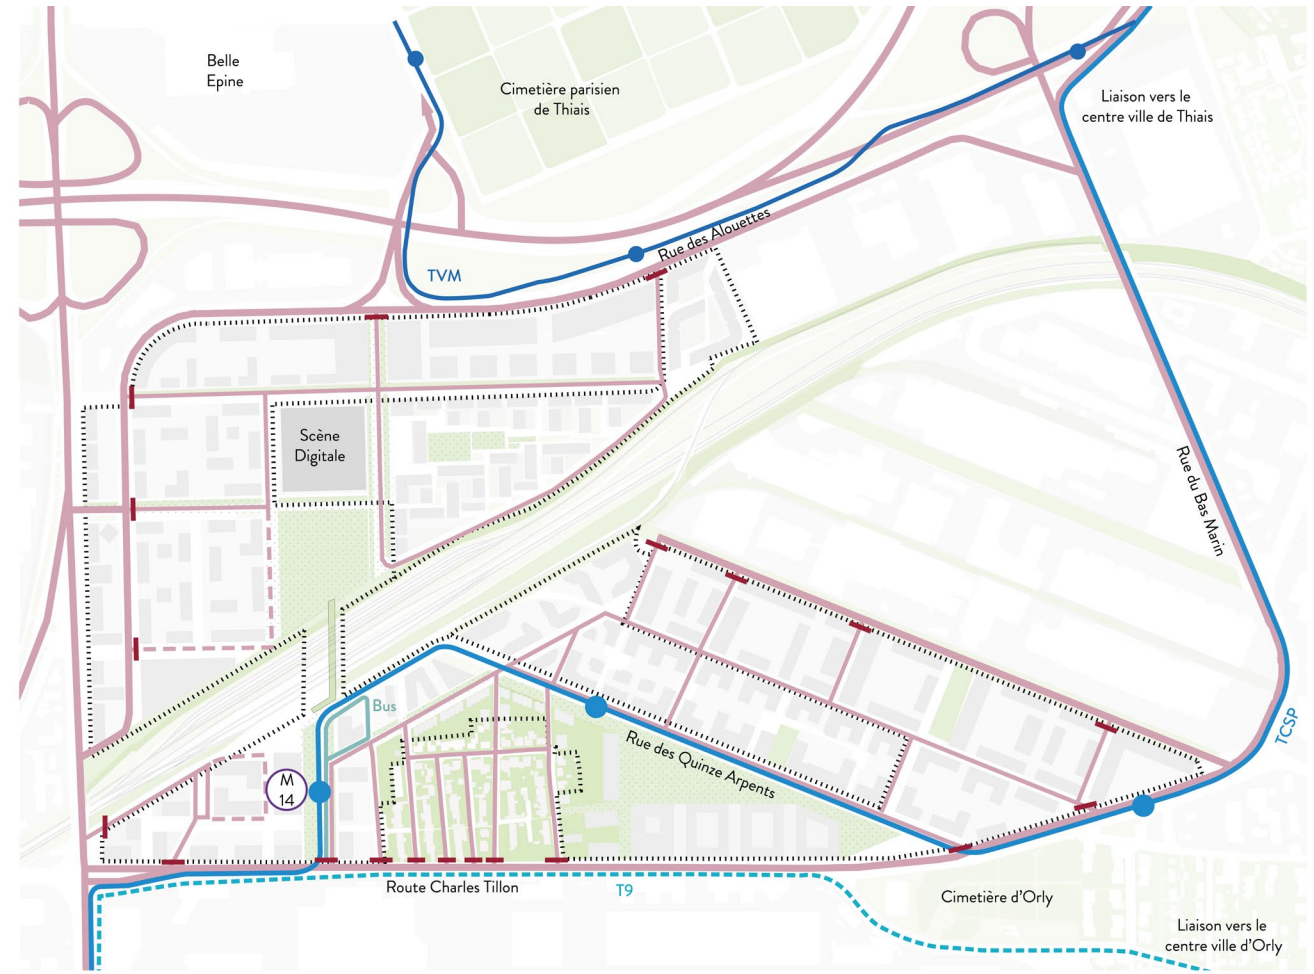 Belle
Epine
Cimetière parisien
de Thiais
Liaison vers le
centre ville de Thiais
Rue des Alouettes
TVM
Scène
Digitale
Rue du Bas Marin
Bus
TCSP
Rue des Quinze Arpents
M
14
Route Charles Tillon
T9
Cimetière d'Orly
Liaison vers le
centre ville d'Orly